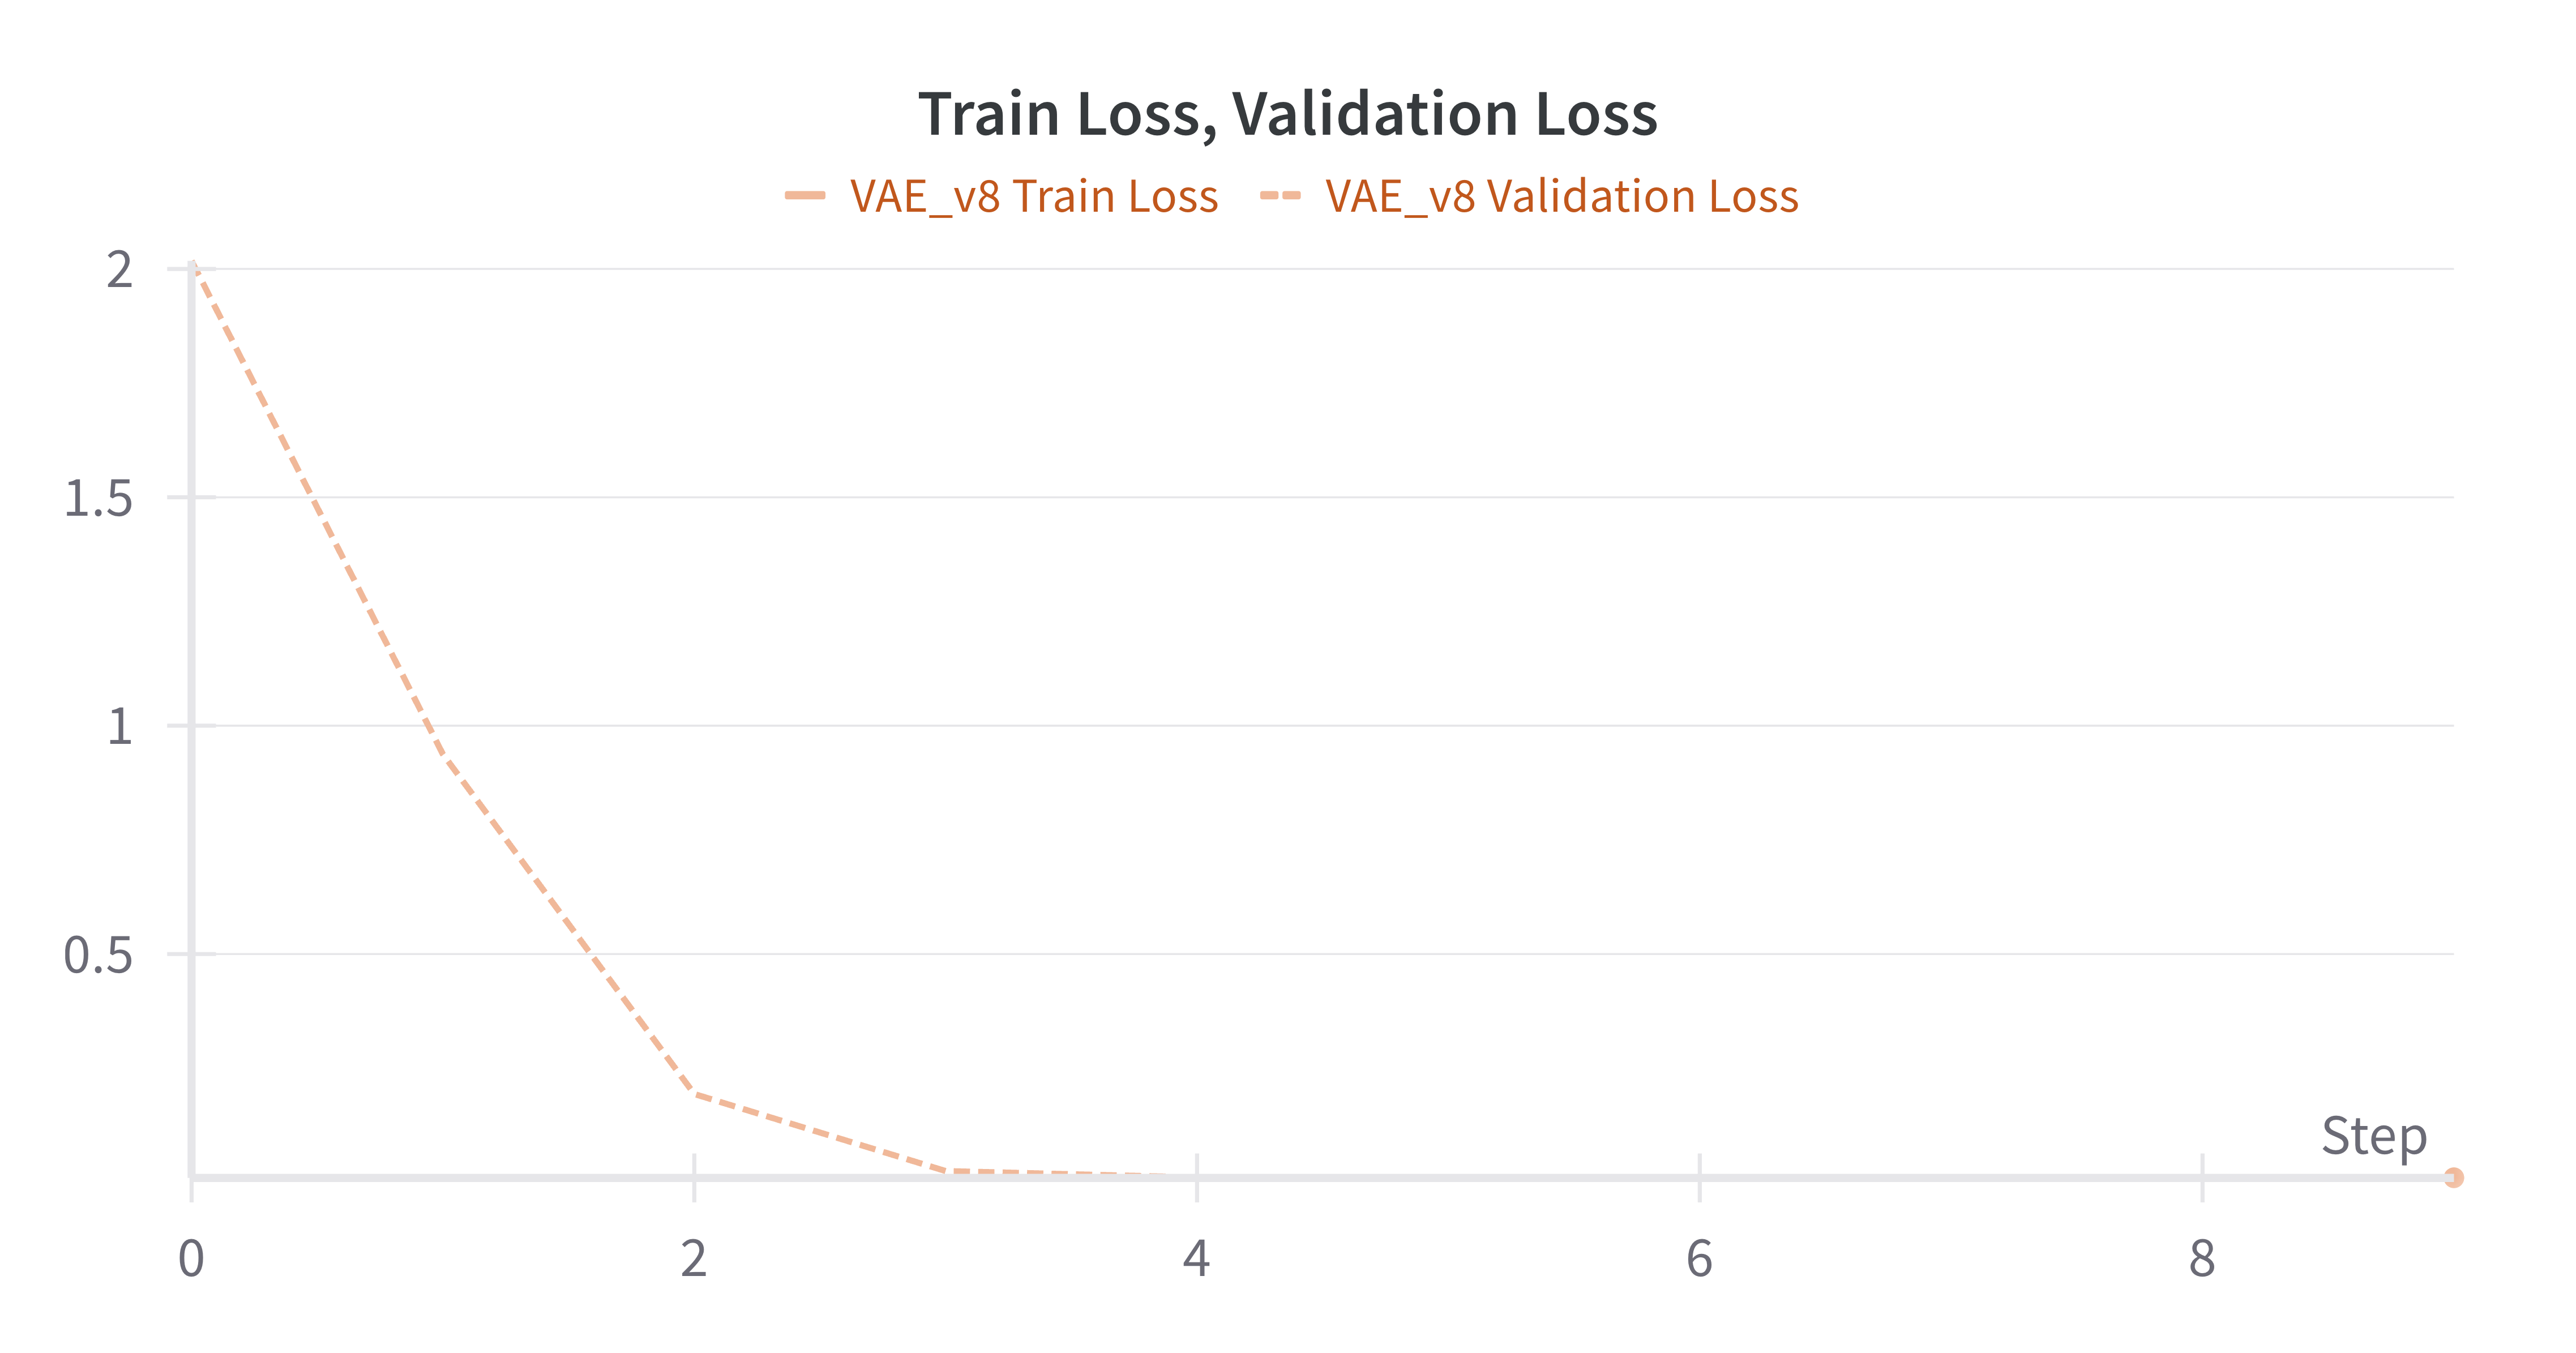 Train Loss, Validation Loss
VAE_v8 Train Loss VAE_v8 Validation Loss
2
1.5
1
0.5
Step
0 2 4 6 8